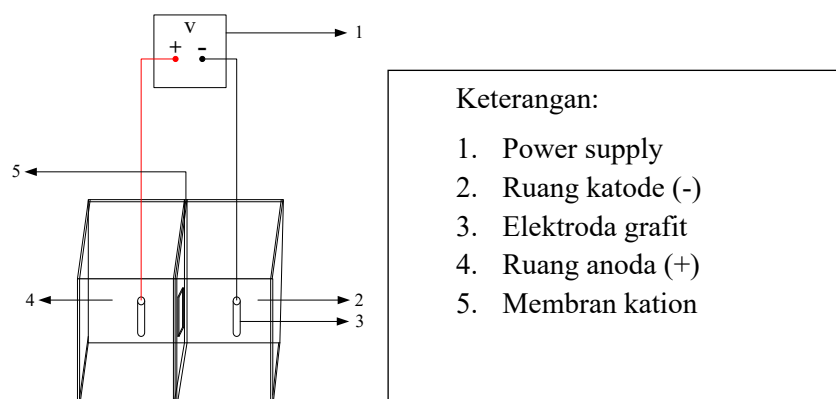 V
+ -
1
5
4
2
3
Keterangan:
1. Power supply
2. Ruang katode (-)
3. Elektroda grafit
4. Ruang anoda (+)
5. Membran kation